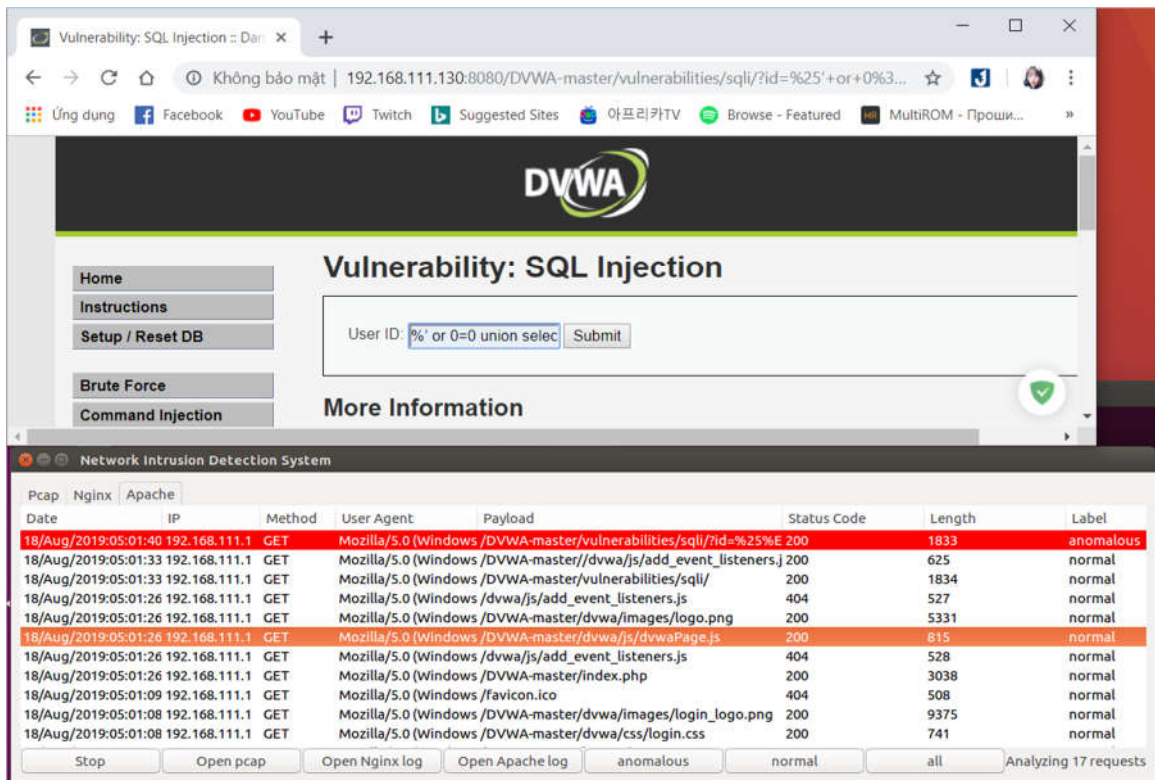 Vulnerability: SQL Injection :: Dan
Không bảo mật | 192.168.111.130:8080/DVWA-master/vulnerabilities/sqli/?id=%25'+or+0%3...
Ứng dụng Facebook YouTube Twitch Suggested Sites 아프리카TV Browse - Featured MultiROM - Проши... »
DVWA
Home
Instructions
Setup / Reset DB
Brute Force
Command Injection
Vulnerability: SQL Injection
User ID: %' or 0=0 union selec Submit
More Information
Network Intrusion Detection System
Pcap Nginx Apache
Date IP Method User Agent Payload Status Code Length Label
18/Aug/2019:05:01:40 192.168.111.1 GET Mozilla/5.0 (Windows /DVWA-master/vulnerabilities/sqli/?id=%25%E 200 1833 anomalous
18/Aug/2019:05:01:33 192.168.111.1 GET Mozilla/5.0 (Windows /DVWA-master//dvwa/js/add_event_listeners.j 200 625 normal
18/Aug/2019:05:01:33 192.168.111.1 GET Mozilla/5.0 (Windows /DVWA-master/vulnerabilities/sqli/ 200 1834 normal
18/Aug/2019:05:01:26 192.168.111.1 GET Mozilla/5.0 (Windows /dvwa/js/add_event_listeners.js 404 527 normal
18/Aug/2019:05:01:26 192.168.111.1 GET Mozilla/5.0 (Windows /DVWA-master/dvwa/images/logo.png 200 5331 normal
18/Aug/2019:05:01:26 192.168.111.1 GET Mozilla/5.0 (Windows /DVWA-master/dvwa/js/dvwaPage.js 200 815 normal
18/Aug/2019:05:01:26 192.168.111.1 GET Mozilla/5.0 (Windows /dvwa/js/add_event_listeners.js 404 528 normal
18/Aug/2019:05:01:26 192.168.111.1 GET Mozilla/5.0 (Windows /DVWA-master/index.php 200 3038 normal
18/Aug/2019:05:01:09 192.168.111.1 GET Mozilla/5.0 (Windows /favicon.ico 404 508 normal
18/Aug/2019:05:01:08 192.168.111.1 GET Mozilla/5.0 (Windows /DVWA-master/dvwa/images/login_logo.png 200 9375 normal
18/Aug/2019:05:01:08 192.168.111.1 GET Mozilla/5.0 (Windows /DVWA-master/dvwa/css/login.css 200 741 normal
Stop Open pcap Open Nginx log Open Apache log anomalous normal all Analyzing 17 requests